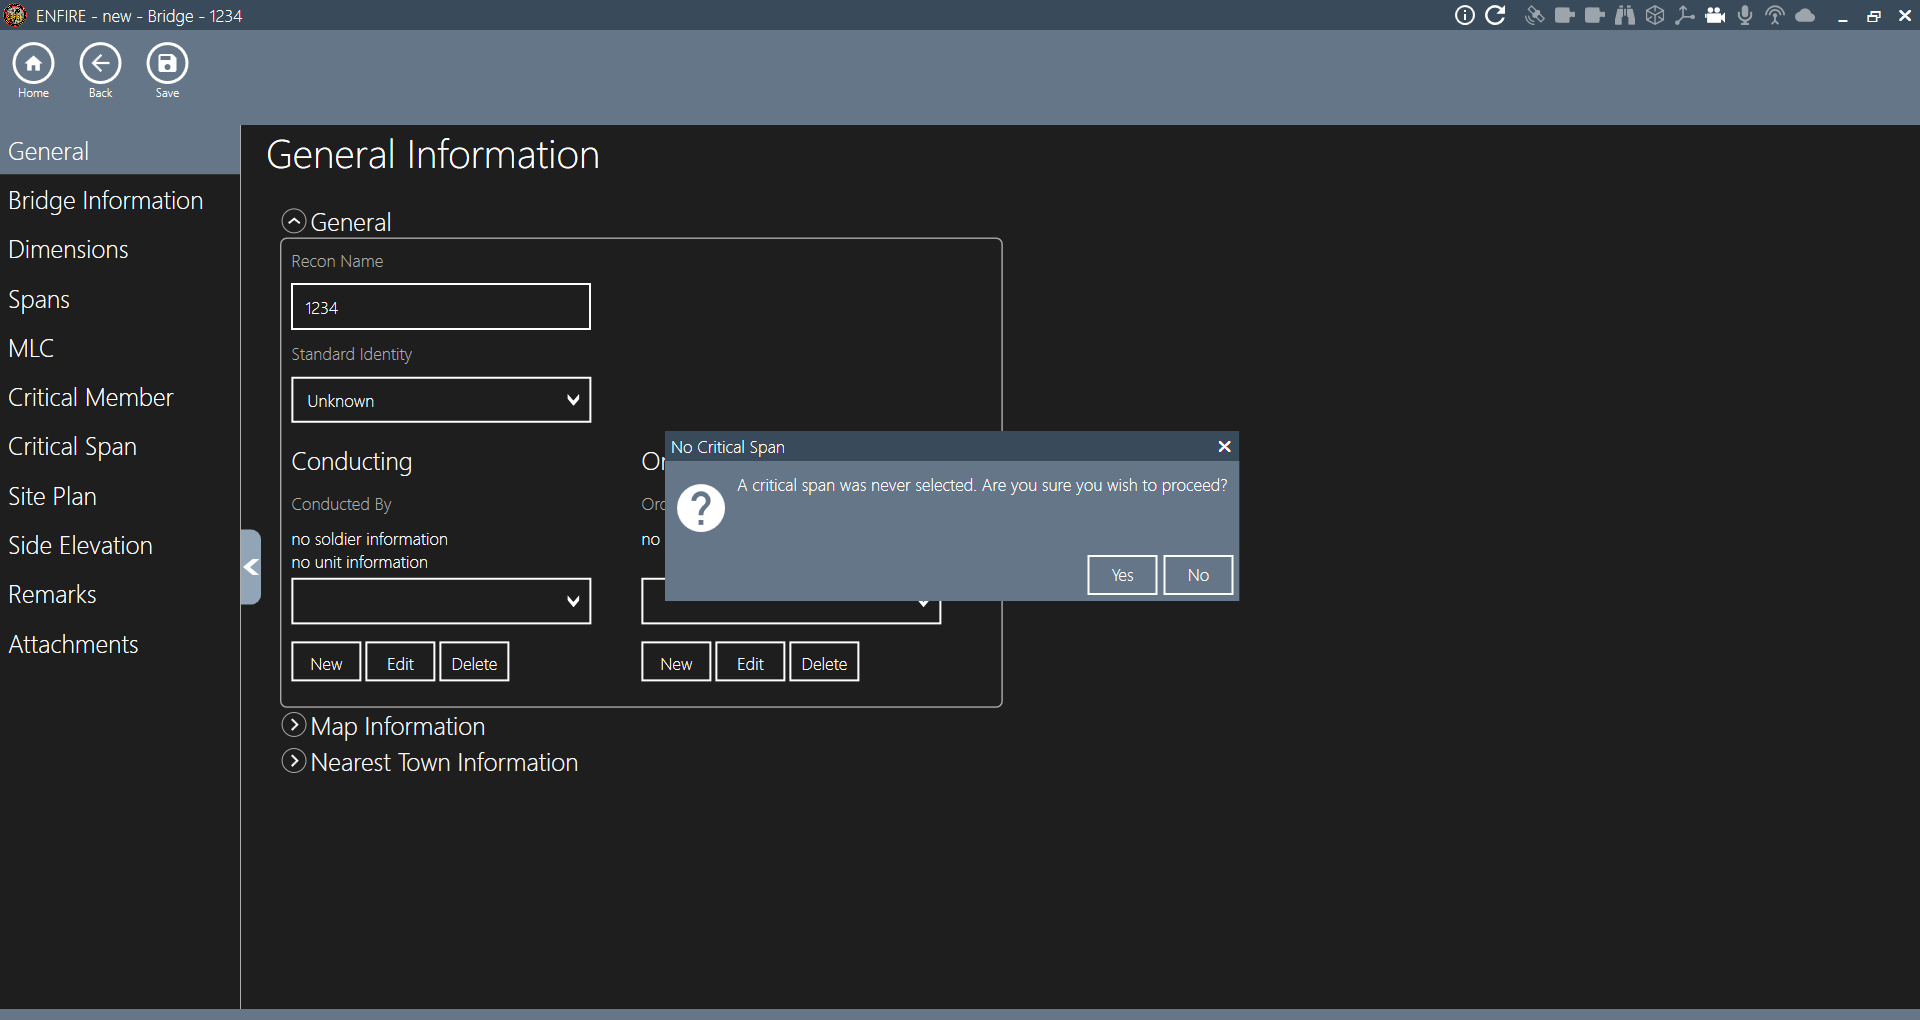 ENFIRE - new - Bridge - 1234
Home
Back
Save
General
Bridge Information
Dimensions
Spans
MLC
Critical Member
Critical Span
Site Plan
Side Elevation
Remarks
Attachments
General Information
General
Recon Name
1234
Standard Identity
Unknown
Conducting
Conducted By
no soldier information
no unit information
New
Edit
Delete
no
New
Edit
Delete
No Critical Span
A critical span was never selected. Are you sure you wish to proceed?
Yes
No
Map Information
Nearest Town Information